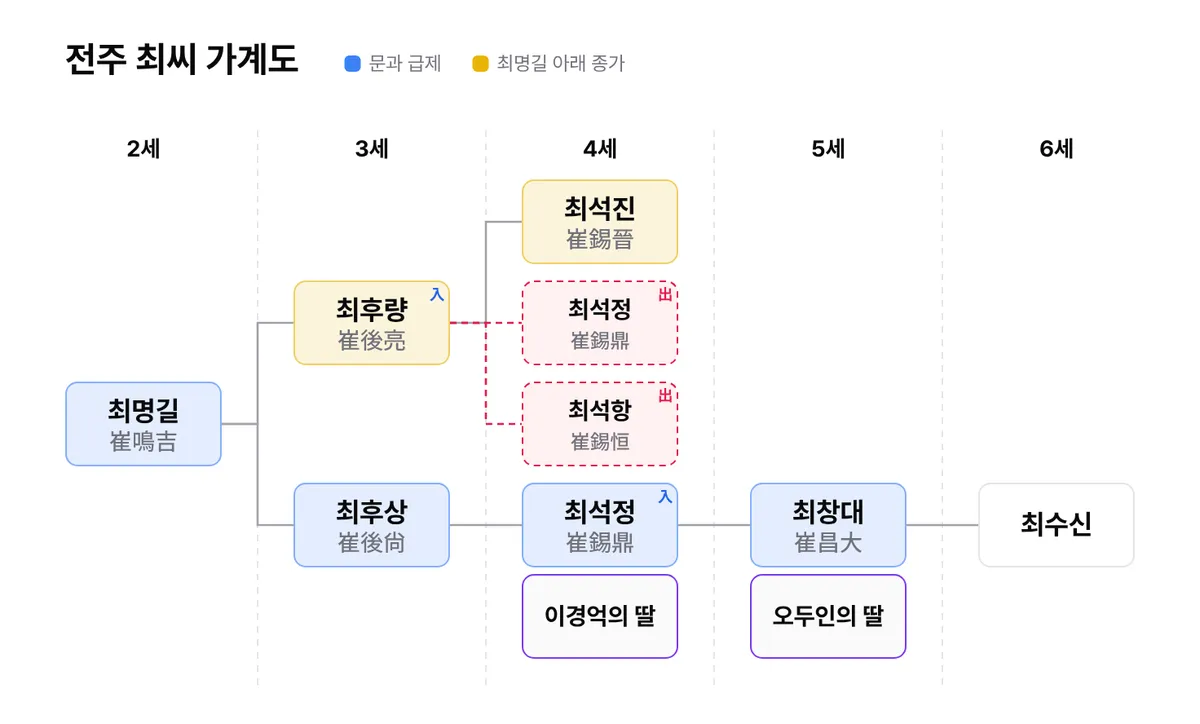 전주 최씨 가계도
문과 급제
최명길 아래 종가
2세
3세
4세
5세
6세
최석진
崔錫晉
최후량
入
崔後亮
최석정
出
崔錫鼎
최명길
崔鳴吉
최석항
出
崔錫恒
최후상
崔後尙
최석정
入
崔錫鼎
최창대
崔昌大
최수신
이경억의 딸
오두인의 딸